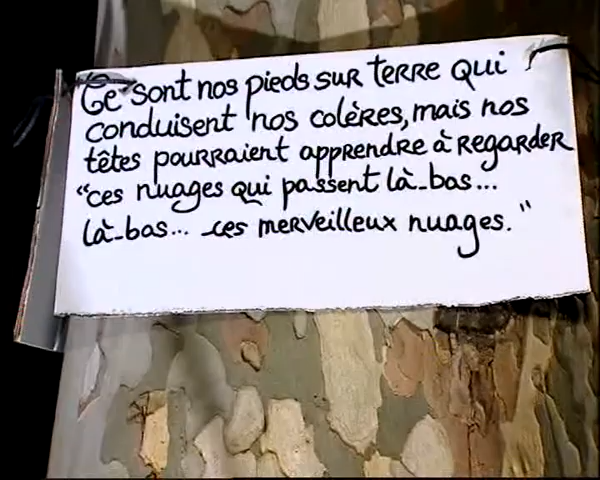 Ce sont nos pieds sur terre qui
conduisent nos colères, mais nos
têtes pourraient apprendre à regarder
"ces nuages qui passent là-bas...
là-bas... ces merveilleux nuages."